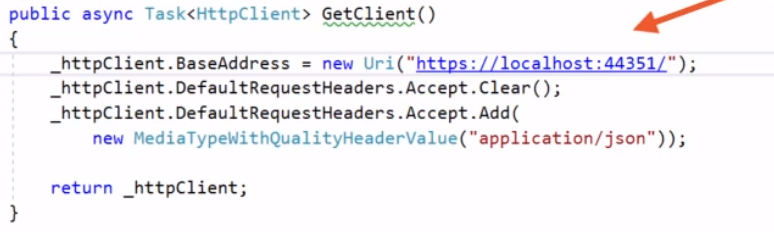 public async Task<HttpClient> GetClient()
{
    _httpClient.BaseAddress = new Uri("https://localhost:44351/");
    _httpClient.DefaultRequestHeaders.Accept.Clear();
    _httpClient.DefaultRequestHeaders.Accept.Add(
        new MediaTypeWithQualityHeaderValue("application/json"));

    return _httpClient;
}